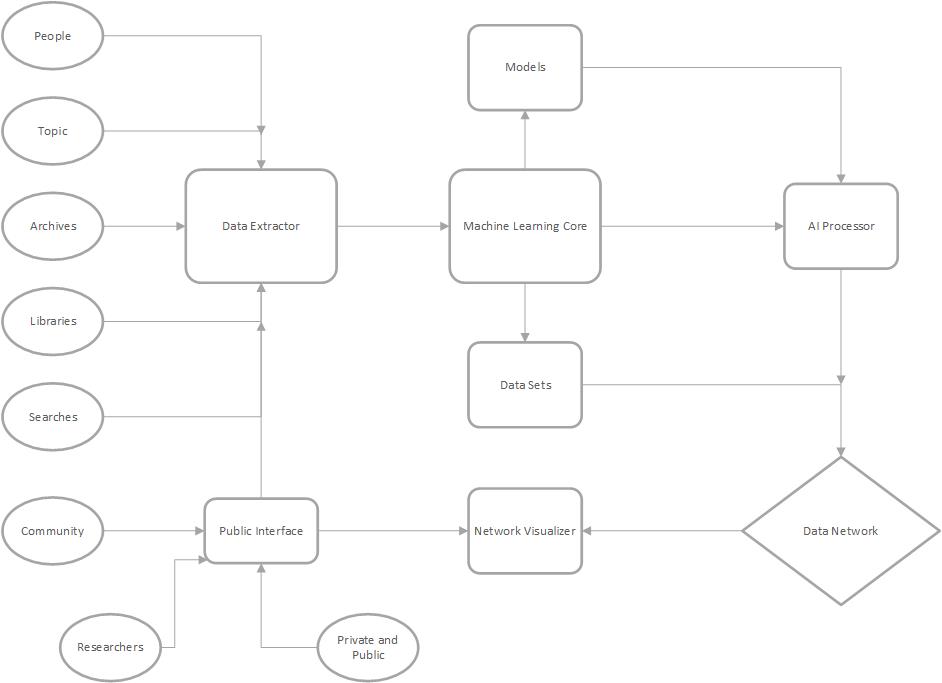 People
Models
Topic
Archives
Data Extractor
Machine Learning Core
AI Processor
Libraries
Data Sets
Searches
Community
Public Interface
Network Visualizer
Data Network
Researchers
Private and
Public